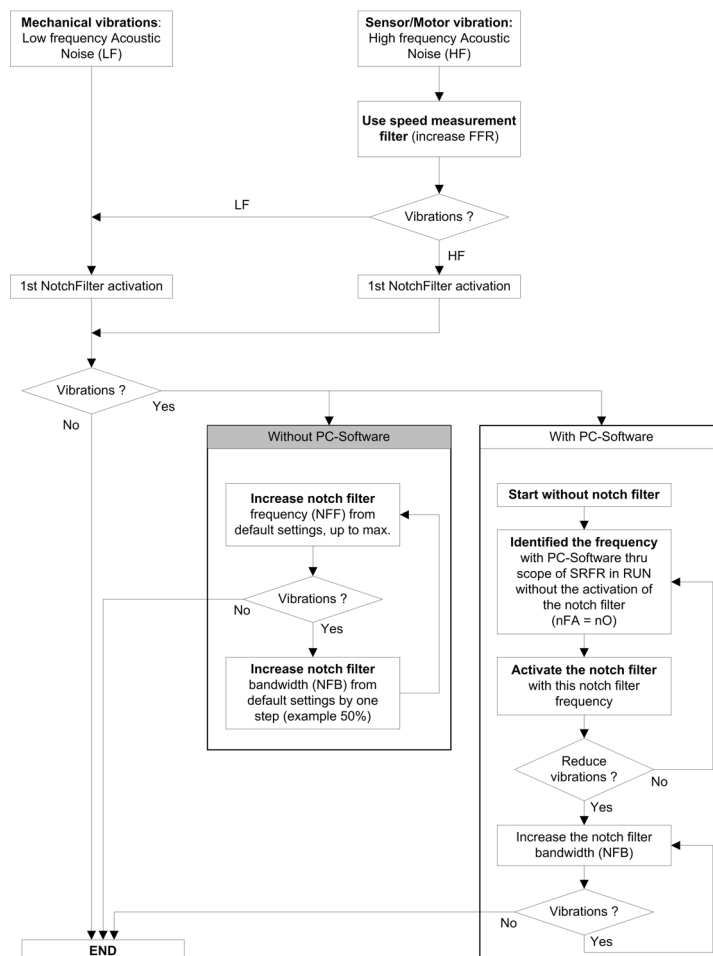 Mechanical vibrations:
Low frequency Acoustic
Noise (LF)
Sensor/Motor vibration:
High frequency Acoustic
Noise (HF)
Use speed measurement
filter (increase FFR)
LF
Vibrations ?
HF
1st NotchFilter activation
1st NotchFilter activation
Vibrations ?
Yes
No
Without PC-Software
Increase notch filter
frequency (NFF) from
default settings, up to max.
Vibrations ?
No
Yes
Increase notch filter
bandwidth (NFB) from
default settings by one
step (example 50%)
With PC-Software
Start without notch filter
Identified the frequency
with PC-Software thru
scope of SRFR in RUN
without the activation of
the notch filter
(nFA = nO)
Activate the notch filter
with this notch filter
frequency
Reduce
vibrations ?
No
Yes
Increase the notch filter
bandwidth (NFB)
Vibrations ?
No
Yes
END